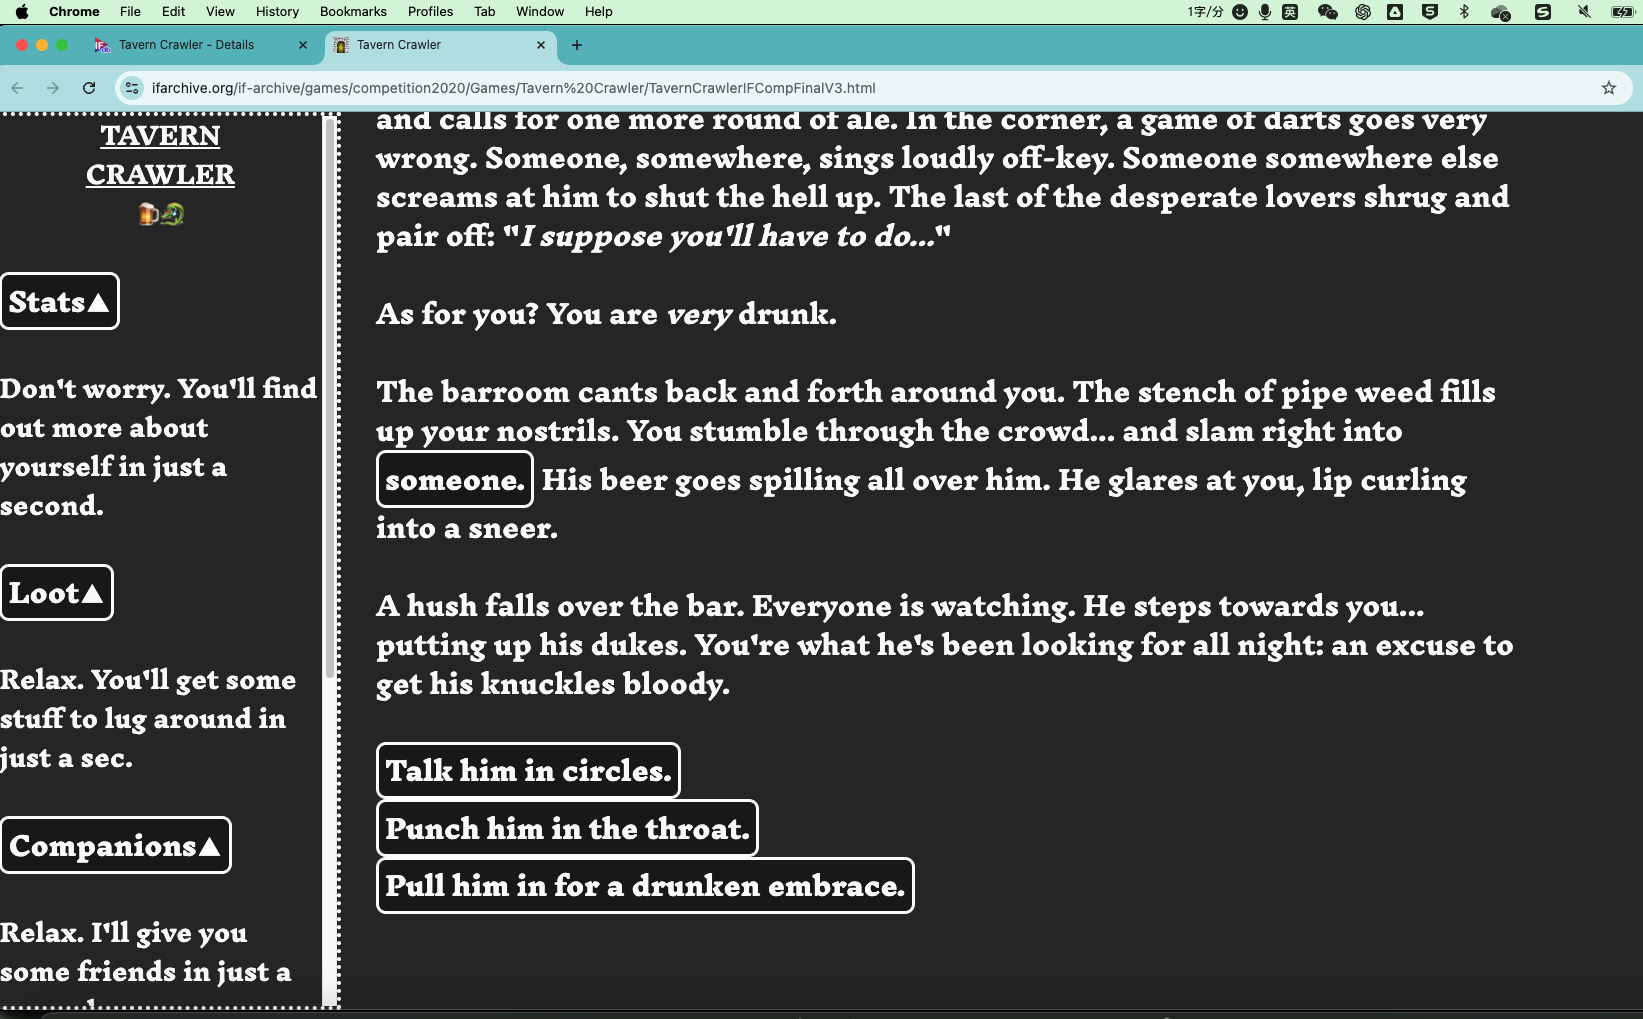 Chrome File Edit View History Bookmarks Profiles Tab Window Help 1字/分 英
Tavern Crawler - Details
Tavern Crawler
ifarchive.org/if-archive/games/competition2020/Games/Tavern%20Crawler/TavernCrawlerIFCompFinalV3.html
TAVERN
CRAWLER
Stats▲
Don't worry. You'll find
out more about
yourself in just a
second.
Loot▲
Relax. You'll get some
stuff to lug around in
just a sec.
Companions▲
Relax. I'll give you
some friends in just a
and calls for one more round of ale. In the corner, a game of darts goes very
wrong. Someone, somewhere, sings loudly off-key. Someone somewhere else
screams at him to shut the hell up. The last of the desperate lovers shrug and
pair off: "I suppose you'll have to do..."
As for you? You are very drunk.
The barroom cants back and forth around you. The stench of pipe weed fills
up your nostrils. You stumble through the crowd... and slam right into
someone. His beer goes spilling all over him. He glares at you, lip curling
into a sneer.
A hush falls over the bar. Everyone is watching. He steps towards you...
putting up his dukes. You're what he's been looking for all night: an excuse to
get his knuckles bloody.
Talk him in circles.
Punch him in the throat.
Pull him in for a drunken embrace.